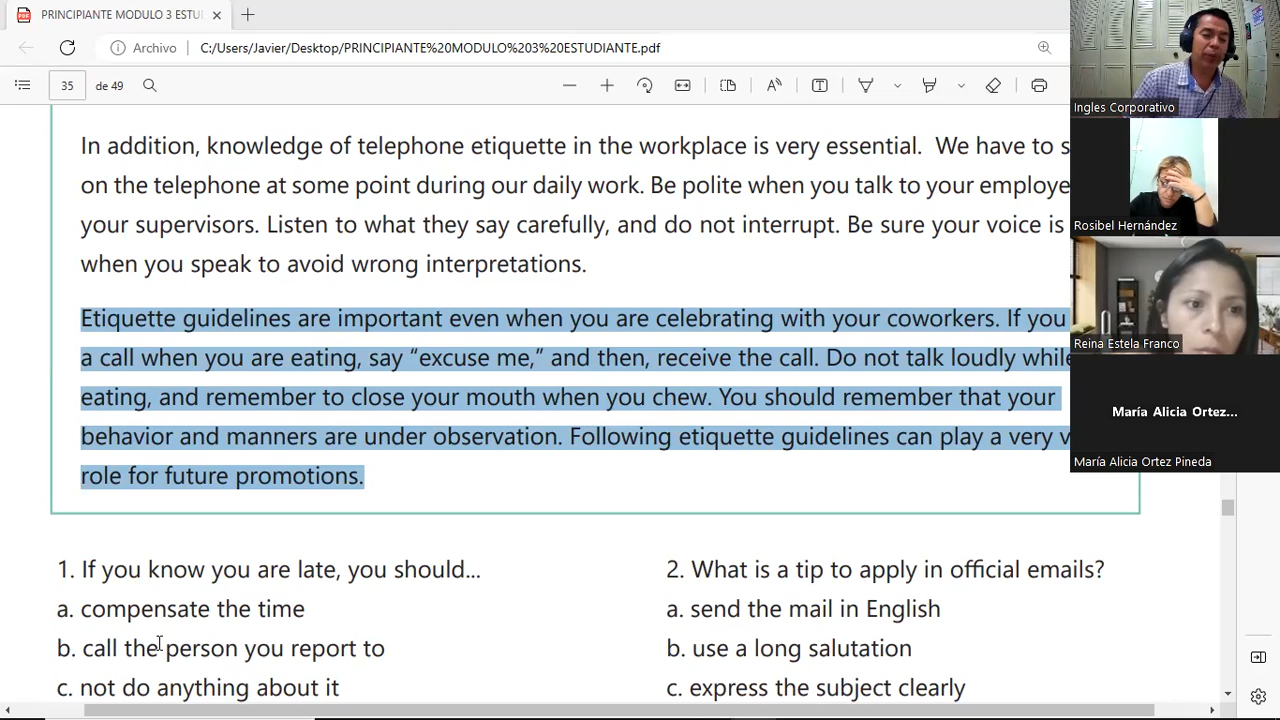 PRINCIPIANTE MODULO 3 ESTU
Archivo
C:/Users/Javier/Desktop/PRINCIPIANTE%20MODULO%203%20ESTUDIANTE.pdf
35 de 49
In addition, knowledge of telephone etiquette in the workplace is very essential. We have to s
on the telephone at some point during our daily work. Be polite when you talk to your employe
your supervisors. Listen to what they say carefully, and do not interrupt. Be sure your voice is
when you speak to avoid wrong interpretations.
Etiquette guidelines are important even when you are celebrating with your coworkers. If you
a call when you are eating, say “excuse me,” and then, receive the call. Do not talk loudly while
eating, and remember to close your mouth when you chew. You should remember that your
behavior and manners are under observation. Following etiquette guidelines can play a very v
role for future promotions.
1. If you know you are late, you should...
a. compensate the time
b. call the person you report to
c. not do anything about it
2. What is a tip to apply in official emails?
a. send the mail in English
b. use a long salutation
c. express the subject clearly
Ingles Corporativo
Rosibel Hernández
Reina Estela Franco
María Alicia Ortez...
María Alicia Ortez Pineda